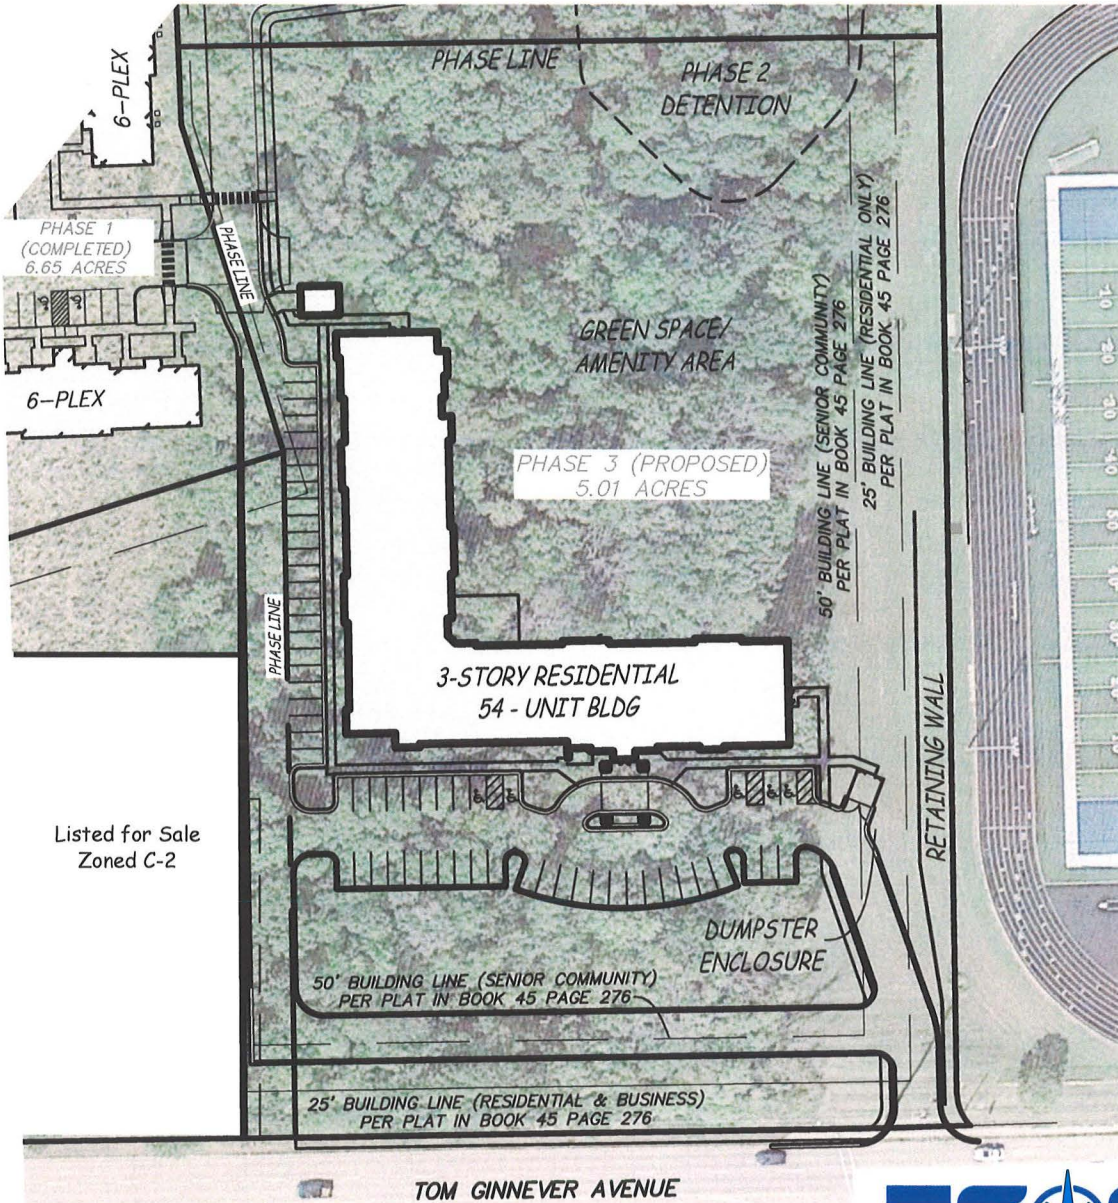 6-PLEX
PHASE LINE
PHASE 2
DETENTION
PHASE 1
(COMPLETED)
6.65 ACRES
PHASE LINE
6-PLEX
GREEN SPACE/
AMENITY AREA
50' BUILDING LINE (SENIOR COMMUNITY)
PER PLAT IN BOOK 45 PAGE 276
25' BUILDING LINE (RESIDENTIAL ONLY)
PER PLAT IN BOOK 45 PAGE 276
PHASE 3 (PROPOSED)
5.01 ACRES
PHASE LINE
3-STORY RESIDENTIAL
54 - UNIT BLDG
RETAINING WALL
Listed for Sale
Zoned C-2
DUMPSTER
ENCLOSURE
50' BUILDING LINE (SENIOR COMMUNITY)
PER PLAT IN BOOK 45 PAGE 276
25' BUILDING LINE (RESIDENTIAL & BUSINESS)
PER PLAT IN BOOK 45 PAGE 276
TOM GINNEVER AVENUE